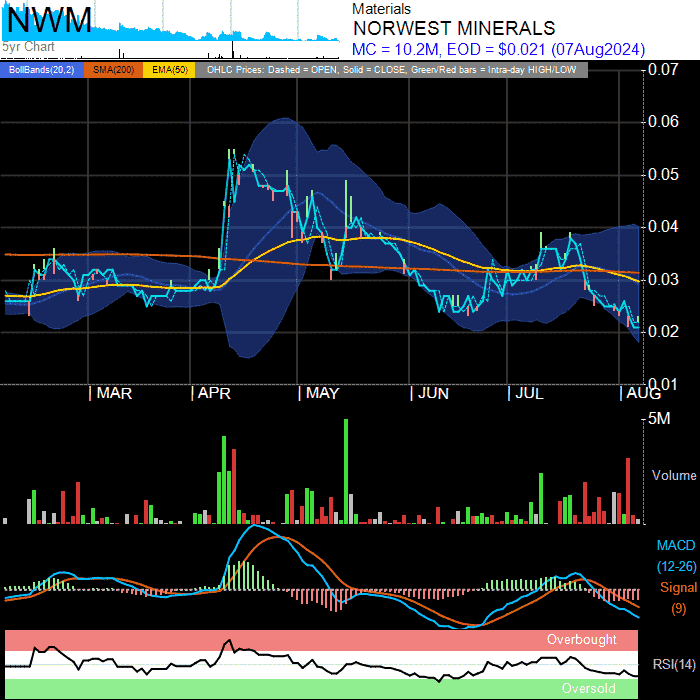 NWM
5yr Chart
Materials
NORWEST MINERALS
MC = 10.2M, EOD = $0.021 (07Aug2024)
BollBands(20,2) SMA(200) EMA(50) OHLC Prices: Dashed = OPEN, Solid = CLOSE, Green/Red bars = Intra-day HIGH/LOW
0.07
0.06
0.05
0.04
0.03
0.02
0.01
MAR APR MAY JUN JUL AUG
5M
Volume
MACD
(12-26)
Signal
(9)
Overbought
RSI(14)
Oversold